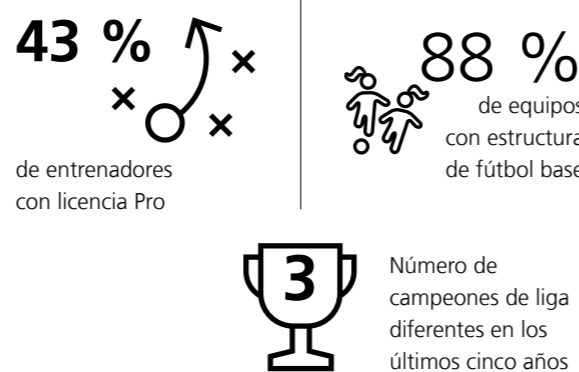 43 %
de entrenadores
con licencia Pro
88 %
de equipos
con estructura
de fútbol base
3
Número de
campeones de liga
diferentes en los
últimos cinco años